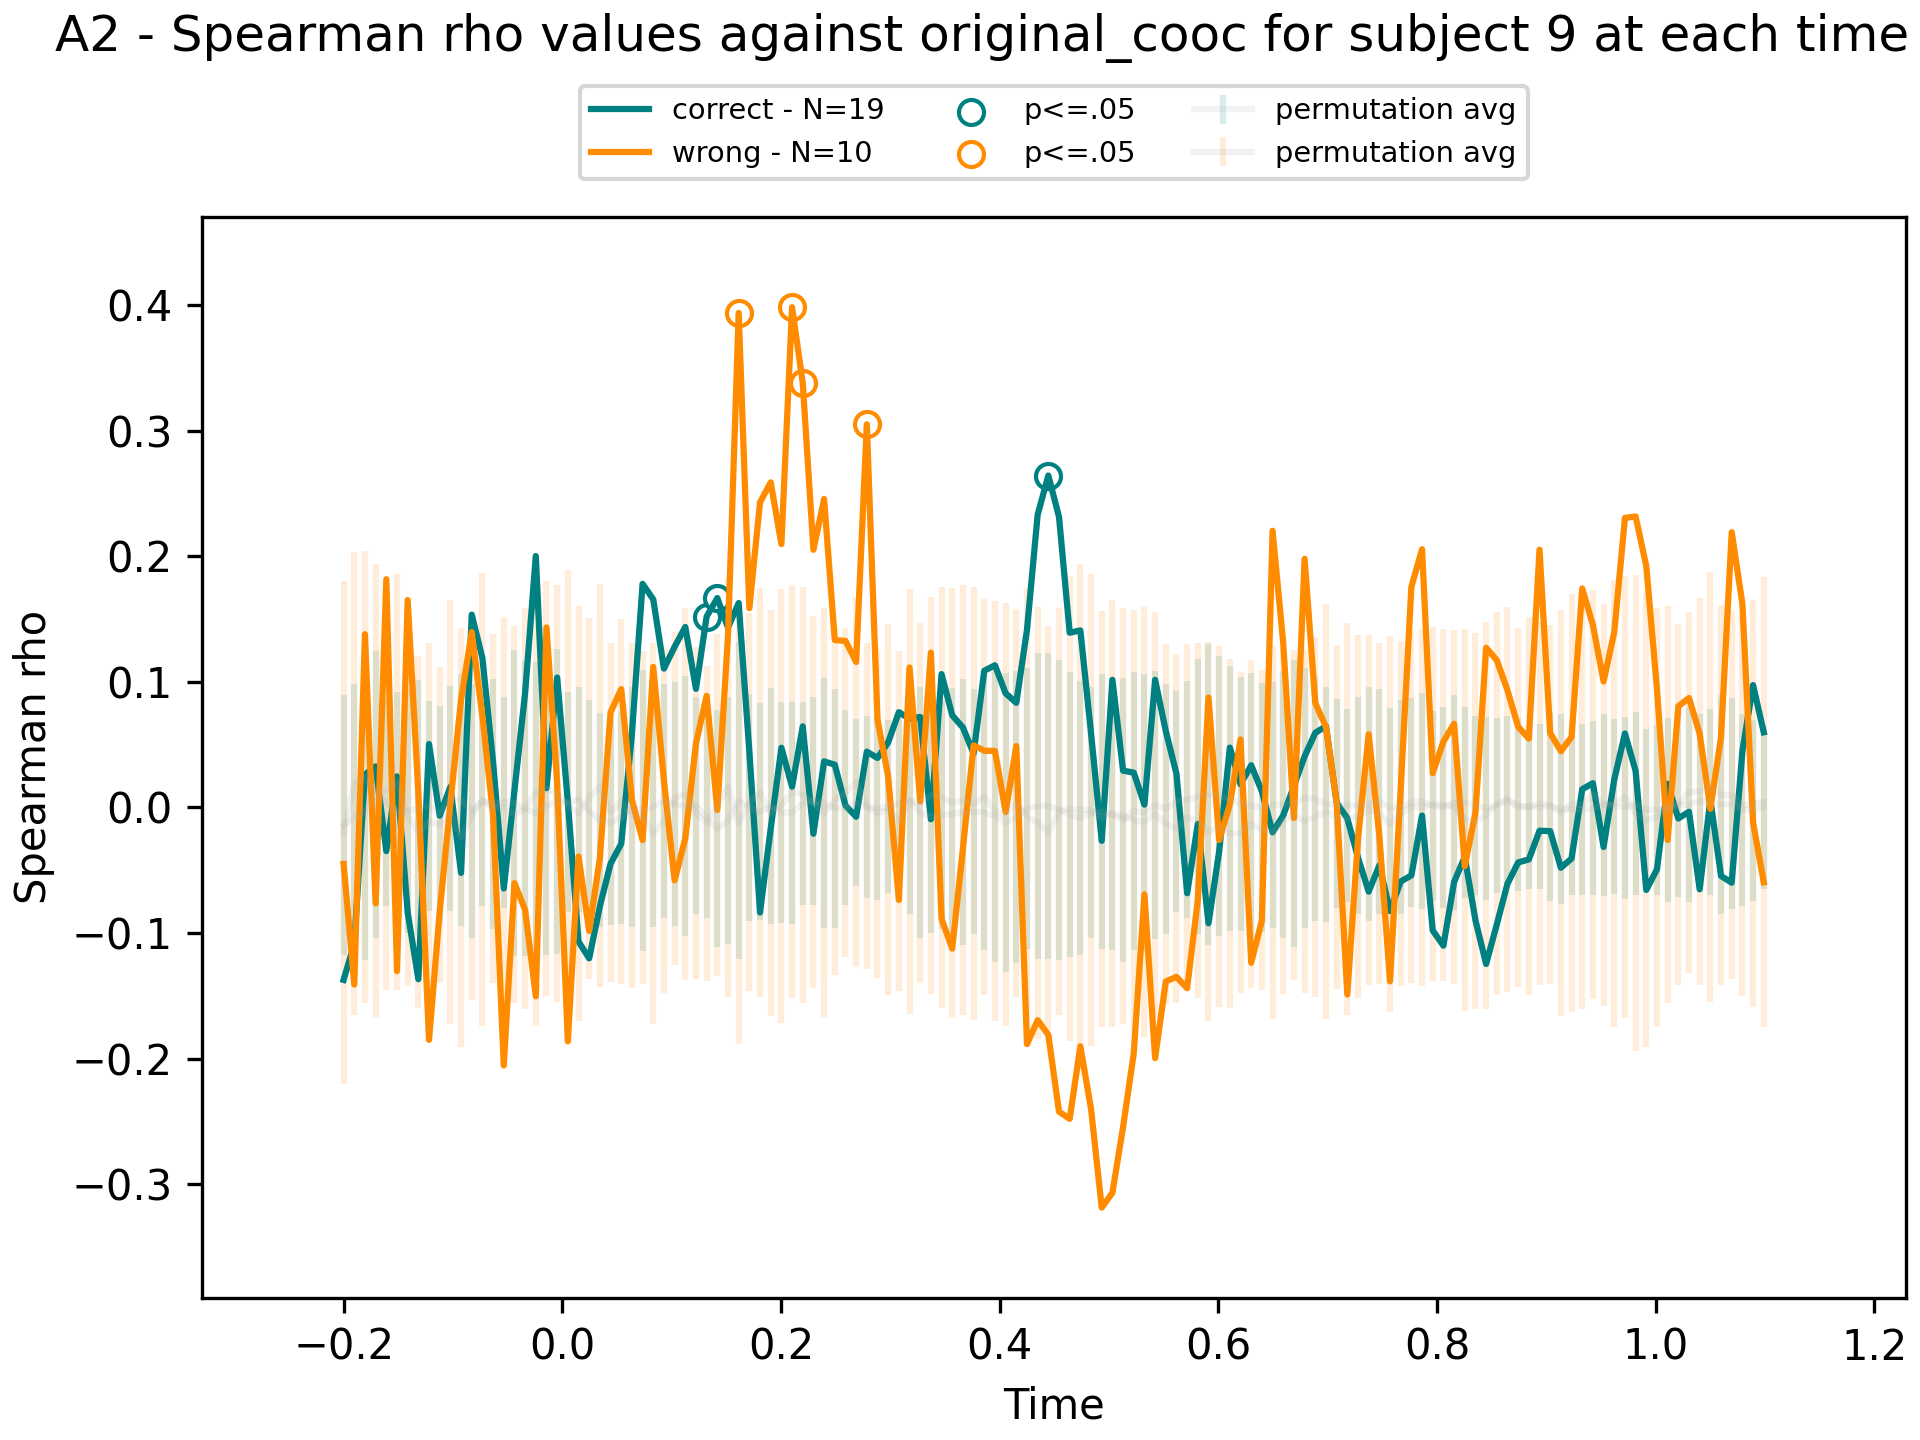 A2 - Spearman rho values against original_cooc for subject 9 at each time
correct - N=19
wrong - N=10
p<=.05
p<=.05
permutation avg
permutation avg
Spearman rho
0.4
0.3
0.2
0.1
0.0
−0.1
−0.2
−0.3
−0.2 0.0 0.2 0.4 0.6 0.8 1.0 1.2
Time